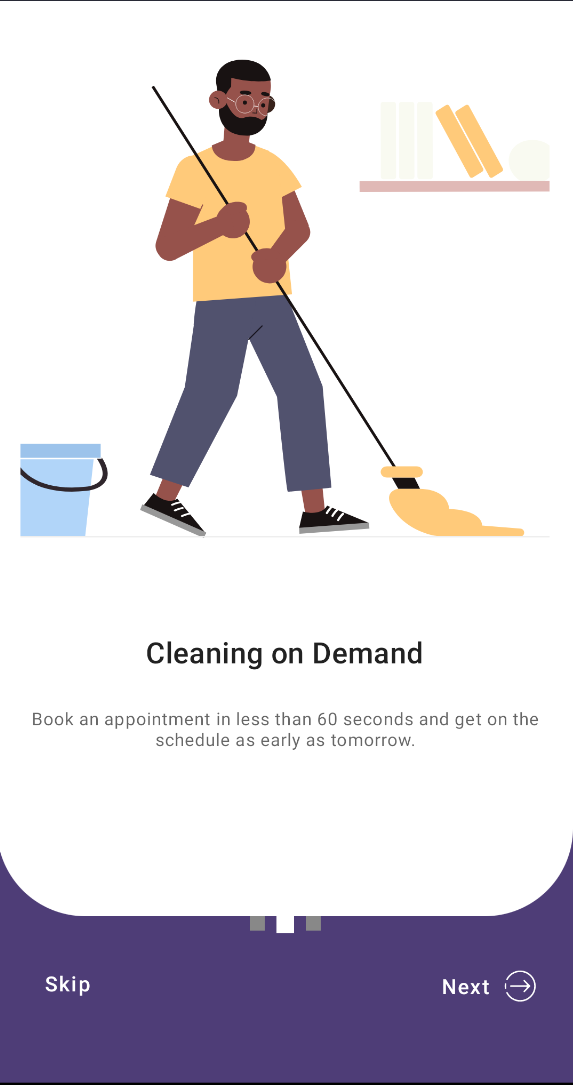 Cleaning on Demand
Book an appointment in less than 60 seconds and get on the
schedule as early as tomorrow.
Skip
Next